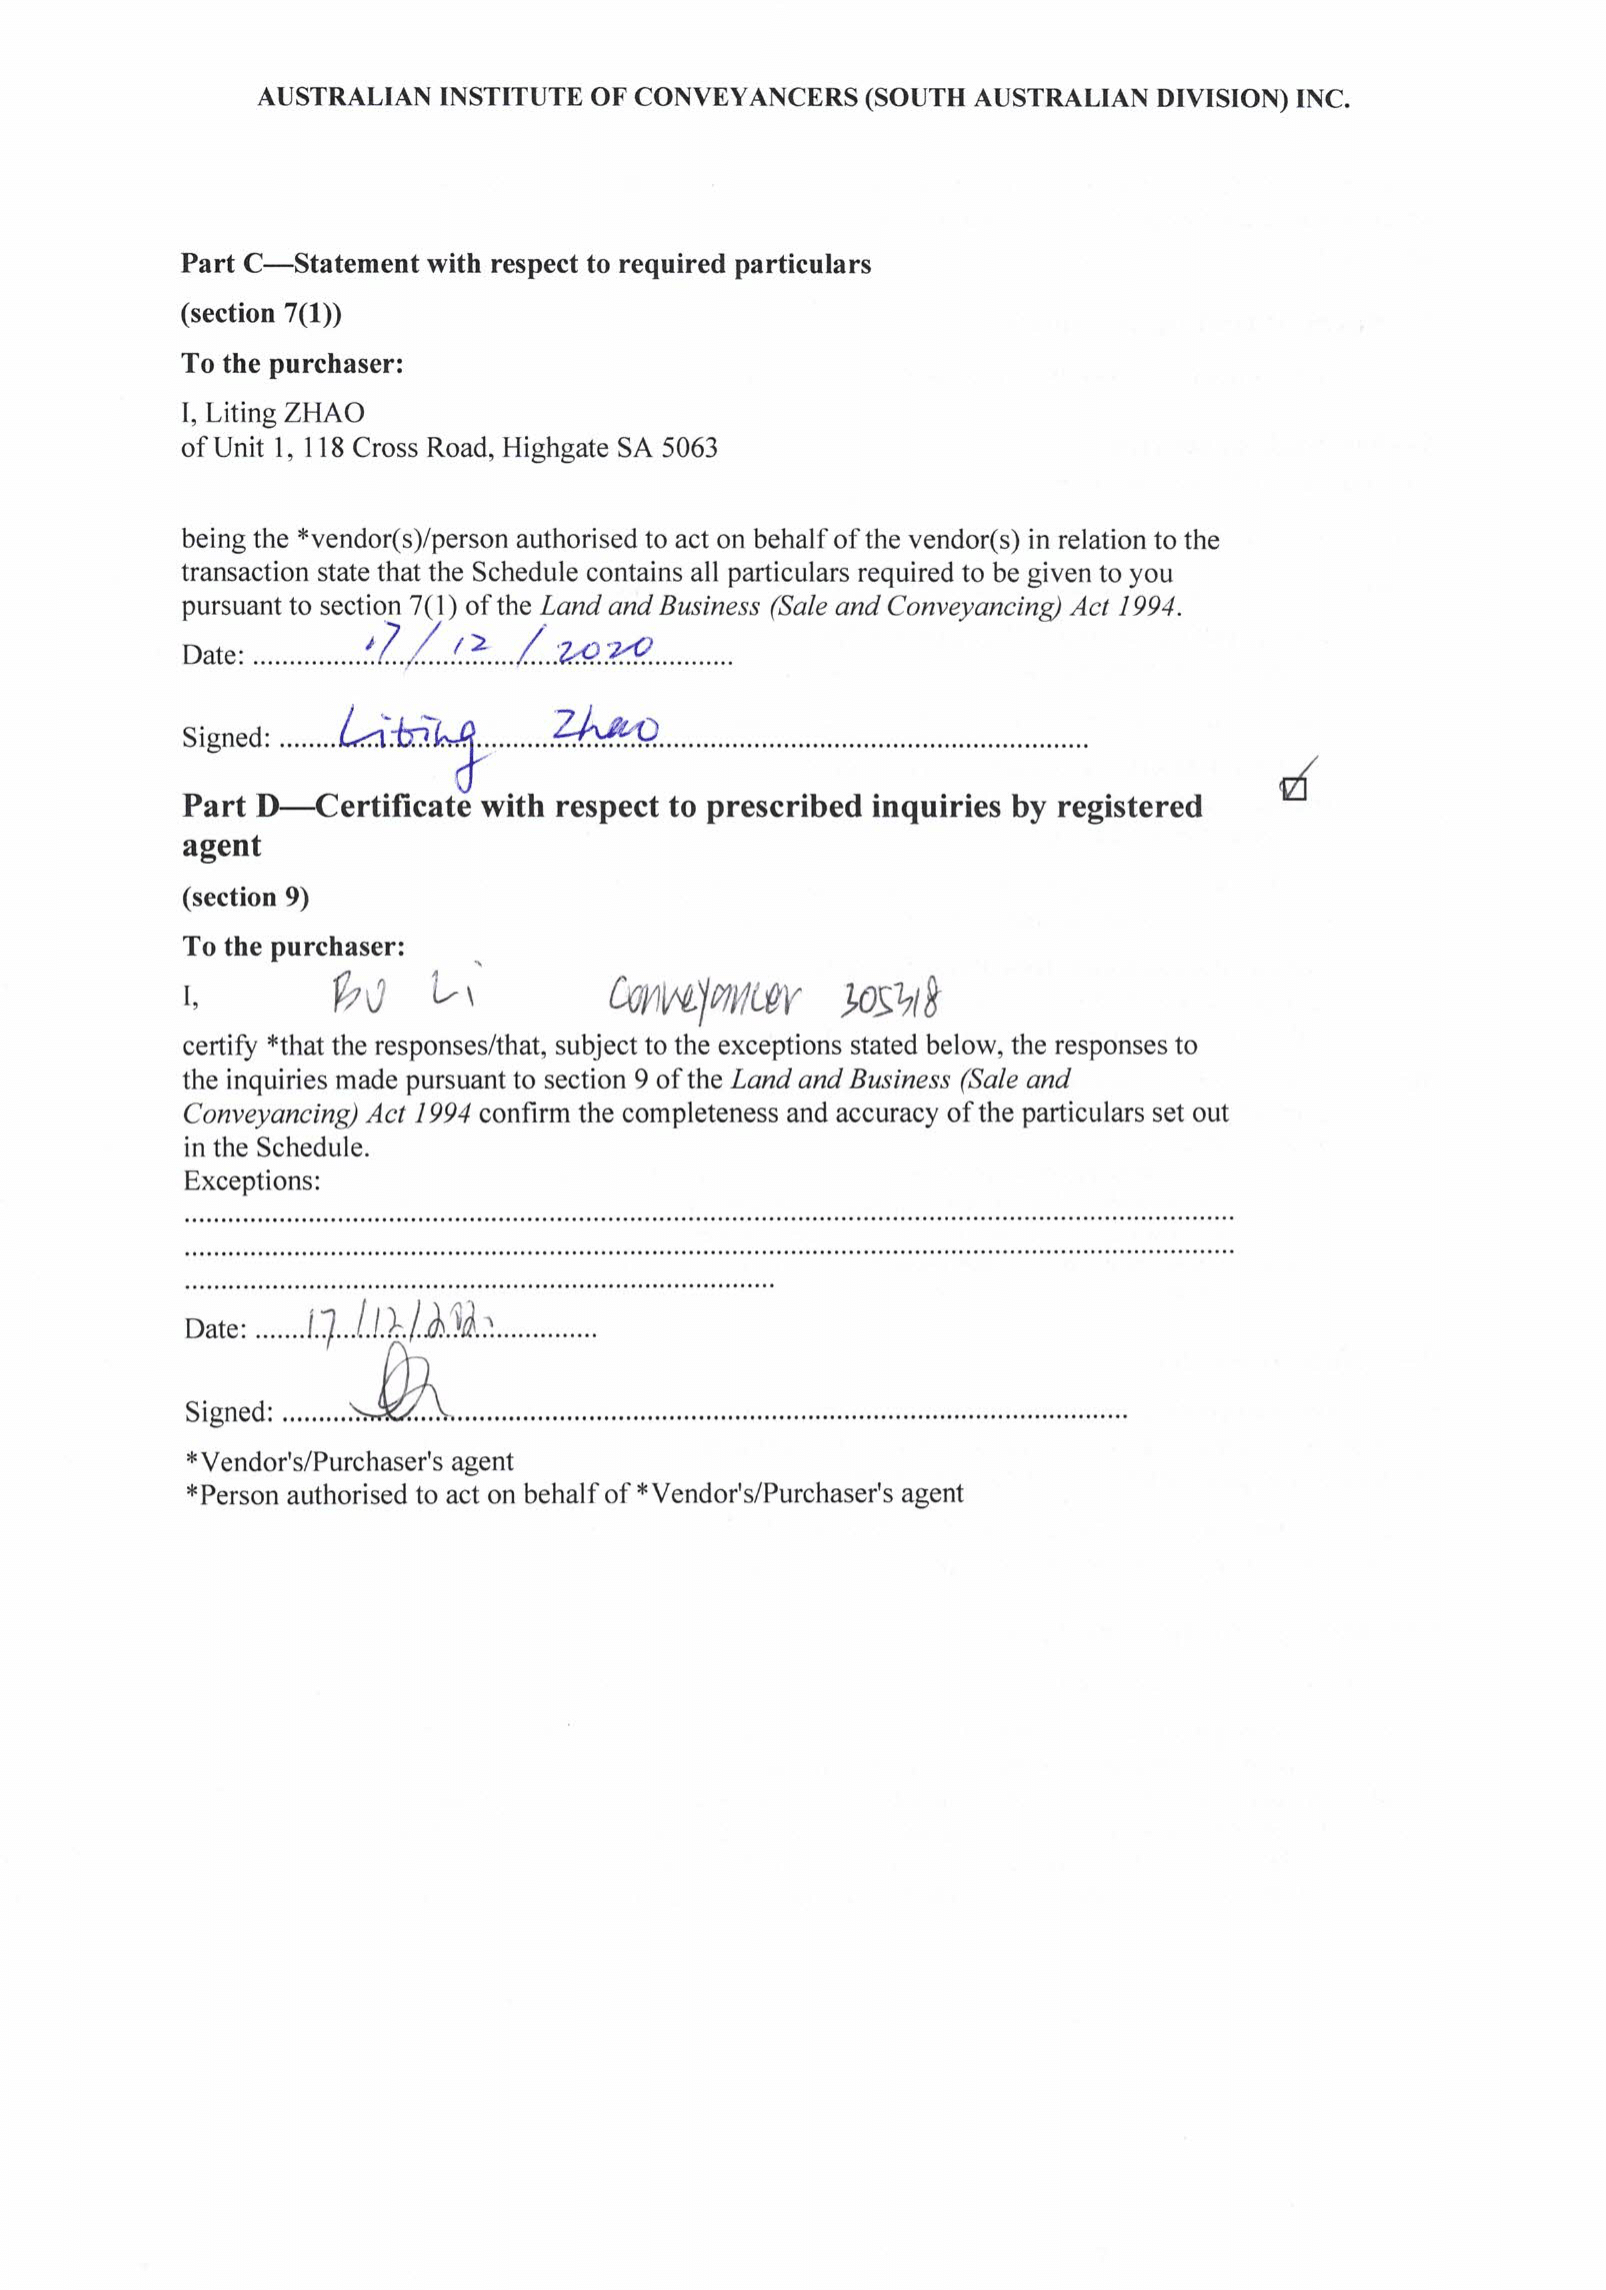 AUSTRALIAN INSTITUTE OF CONVEYANCERS (SOUTH AUSTRALIAN DIVISION) INC.
Part C—Statement with respect to required particulars
(section 7(1))
To the purchaser:
I, Liting ZHAO
of Unit 1, 118 Cross Road, Highgate SA 5063
being the *vendor(s)/person authorised to act on behalf of the vendor(s) in relation to the
transaction state that the Schedule contains all particulars required to be given to you
pursuant to section 7(1) of the Land and Business (Sale and Conveyancing) Act 1994.
Date: 17/12/2020
Signed: Liting Zhao
Part D—Certificate with respect to prescribed inquiries by registered
agent
(section 9)
To the purchaser:
I, Bu Li Conveyancer 305318
certify *that the responses/that, subject to the exceptions stated below, the responses to
the inquiries made pursuant to section 9 of the Land and Business (Sale and
Conveyancing) Act 1994 confirm the completeness and accuracy of the particulars set out
in the Schedule.
Exceptions:
Date: 17/12/2020
Signed:
*Vendor's/Purchaser's agent
*Person authorised to act on behalf of *Vendor's/Purchaser's agent